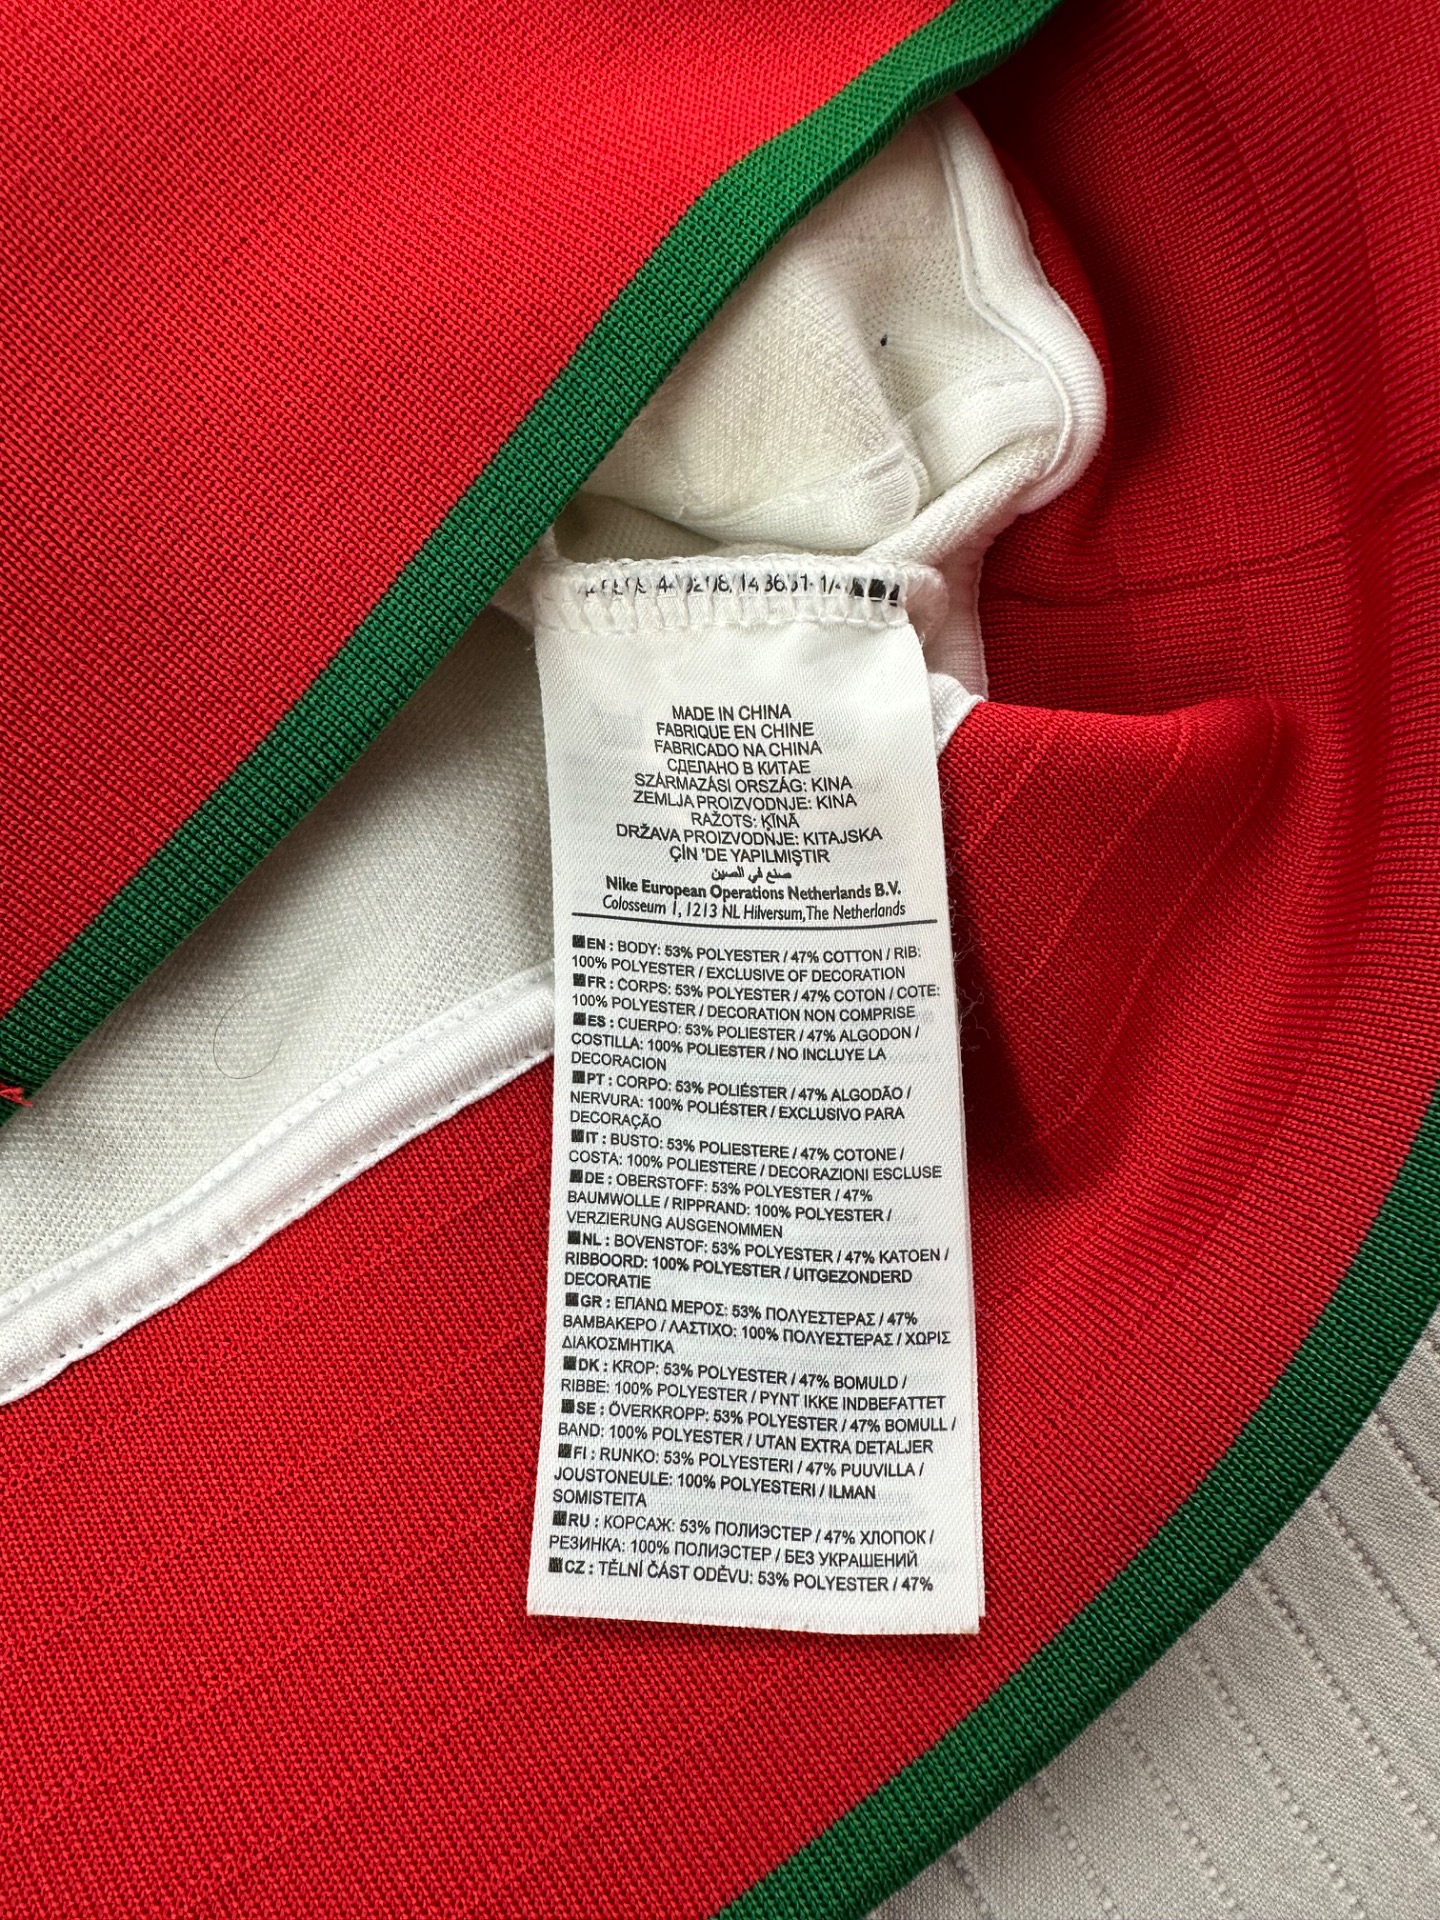 MADE IN CHINA
FABRIQUE EN CHINE
FABRICADO NA CHINA
СДЕЛАНО В КИТАЕ
SZÁRMAZÁSI ORSZÁG: KINA
ZEMLJA PROIZVODNJE: KINA
RAŽOTS: ĶĪNĀ
DRŽAVA PROIZVODNJE: KITAJSKA
ÇİN 'DE YAPILMIŞTIR
صنع في الصين
Nike European Operations Netherlands B.V.
Colosseum 1, 1213 NL Hilversum,The Netherlands
EN : BODY: 53% POLYESTER / 47% COTTON / RIB:
100% POLYESTER / EXCLUSIVE OF DECORATION
FR : CORPS: 53% POLYESTER / 47% COTON / COTE:
100% POLYESTER / DECORATION NON COMPRISE
ES : CUERPO: 53% POLIESTER / 47% ALGODON /
COSTILLA: 100% POLIESTER / NO INCLUYE LA
DECORACION
PT : CORPO: 53% POLIÉSTER / 47% ALGODÃO /
NERVURA: 100% POLIÉSTER / EXCLUSIVO PARA
DECORAÇÃO
IT : BUSTO: 53% POLIESTERE / 47% COTONE /
COSTA: 100% POLIESTERE / DECORAZIONI ESCLUSE
DE : OBERSTOFF: 53% POLYESTER / 47%
BAUMWOLLE / RIPPRAND: 100% POLYESTER /
VERZIERUNG AUSGENOMMEN
NL : BOVENSTOF: 53% POLYESTER / 47% KATOEN /
RIBBOORD: 100% POLYESTER / UITGEZONDERD
DECORATIE
GR : ΕΠΑΝΩ ΜΕΡΟΣ: 53% ΠΟΛΥΕΣΤΕΡΑΣ / 47%
ΒΑΜΒΑΚΕΡΟ / ΛΑΣΤΙΧΟ: 100% ΠΟΛΥΕΣΤΕΡΑΣ / ΧΩΡΙΣ
ΔΙΑΚΟΣΜΗΤΙΚΑ
DK : KROP: 53% POLYESTER / 47% BOMULD /
RIBBE: 100% POLYESTER / PYNT IKKE INDBEFATTET
SE : ÖVERKROPP: 53% POLYESTER / 47% BOMULL /
BAND: 100% POLYESTER / UTAN EXTRA DETALJER
FI : RUNKO: 53% POLYESTERI / 47% PUUVILLA /
JOUSTONEULE: 100% POLYESTERI / ILMAN
SOMISTEITA
RU : КОРСАЖ: 53% ПОЛИЭСТЕР / 47% ХЛОПОК /
РЕЗИНКА: 100% ПОЛИЭСТЕР / БЕЗ УКРАШЕНИЙ
CZ : TĚLNÍ ČÁST ODĚVU: 53% POLYESTER / 47%